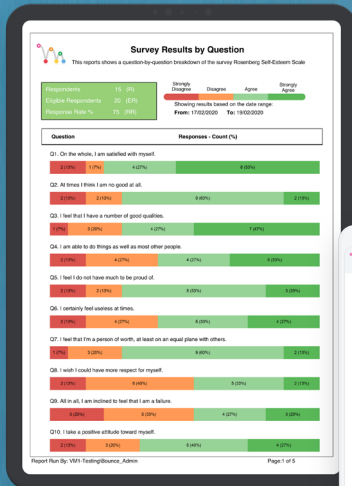 Survey Results by Question
This reports shows a question-by-question breakdown of the survey Rosenberg Self-Esteem Scale
Respondents 15 (R)
Eligible Respondents 20 (ER)
Response Rate % 75 (RR)
Strongly Disagree Disagree Agree Strongly Agree
Showing results based on the date range:
From: 17/02/2020 To: 19/02/2020
Question Responses - Count (%)
Q1. On the whole, I am satisfied with myself.
2 (13%) 1 (7%) 4 (27%) 8 (53%)
Q2. At times I think I am no good at all.
2 (13%) 2 (13%) 9 (60%) 2 (13%)
Q3. I feel that I have a number of good qualities.
1 (7%) 3 (20%) 4 (27%) 7 (47%)
Q4. I am able to do things as well as most other people.
2 (13%) 4 (27%) 4 (27%) 5 (33%)
Q5. I feel I do not have much to be proud of.
2 (13%) 2 (13%) 8 (53%) 3 (20%)
Q6. I certainly feel useless at times.
2 (13%) 4 (27%) 5 (33%) 4 (27%)
Q7. I feel that I'm a person of worth, at least on an equal plane with others.
1 (7%) 3 (20%) 9 (60%) 2 (13%)
Q8. I wish I could have more respect for myself.
2 (13%) 6 (40%) 5 (33%) 2 (13%)
Q9. All in all, I am inclined to feel that I am a failure.
3 (20%) 5 (33%) 4 (27%) 3 (20%)
Q10. I take a positive attitude toward myself.
2 (13%) 3 (20%) 6 (40%) 4 (27%)
Report Run By: VM1-Testing\Bounce_Admin Page:1 of 5